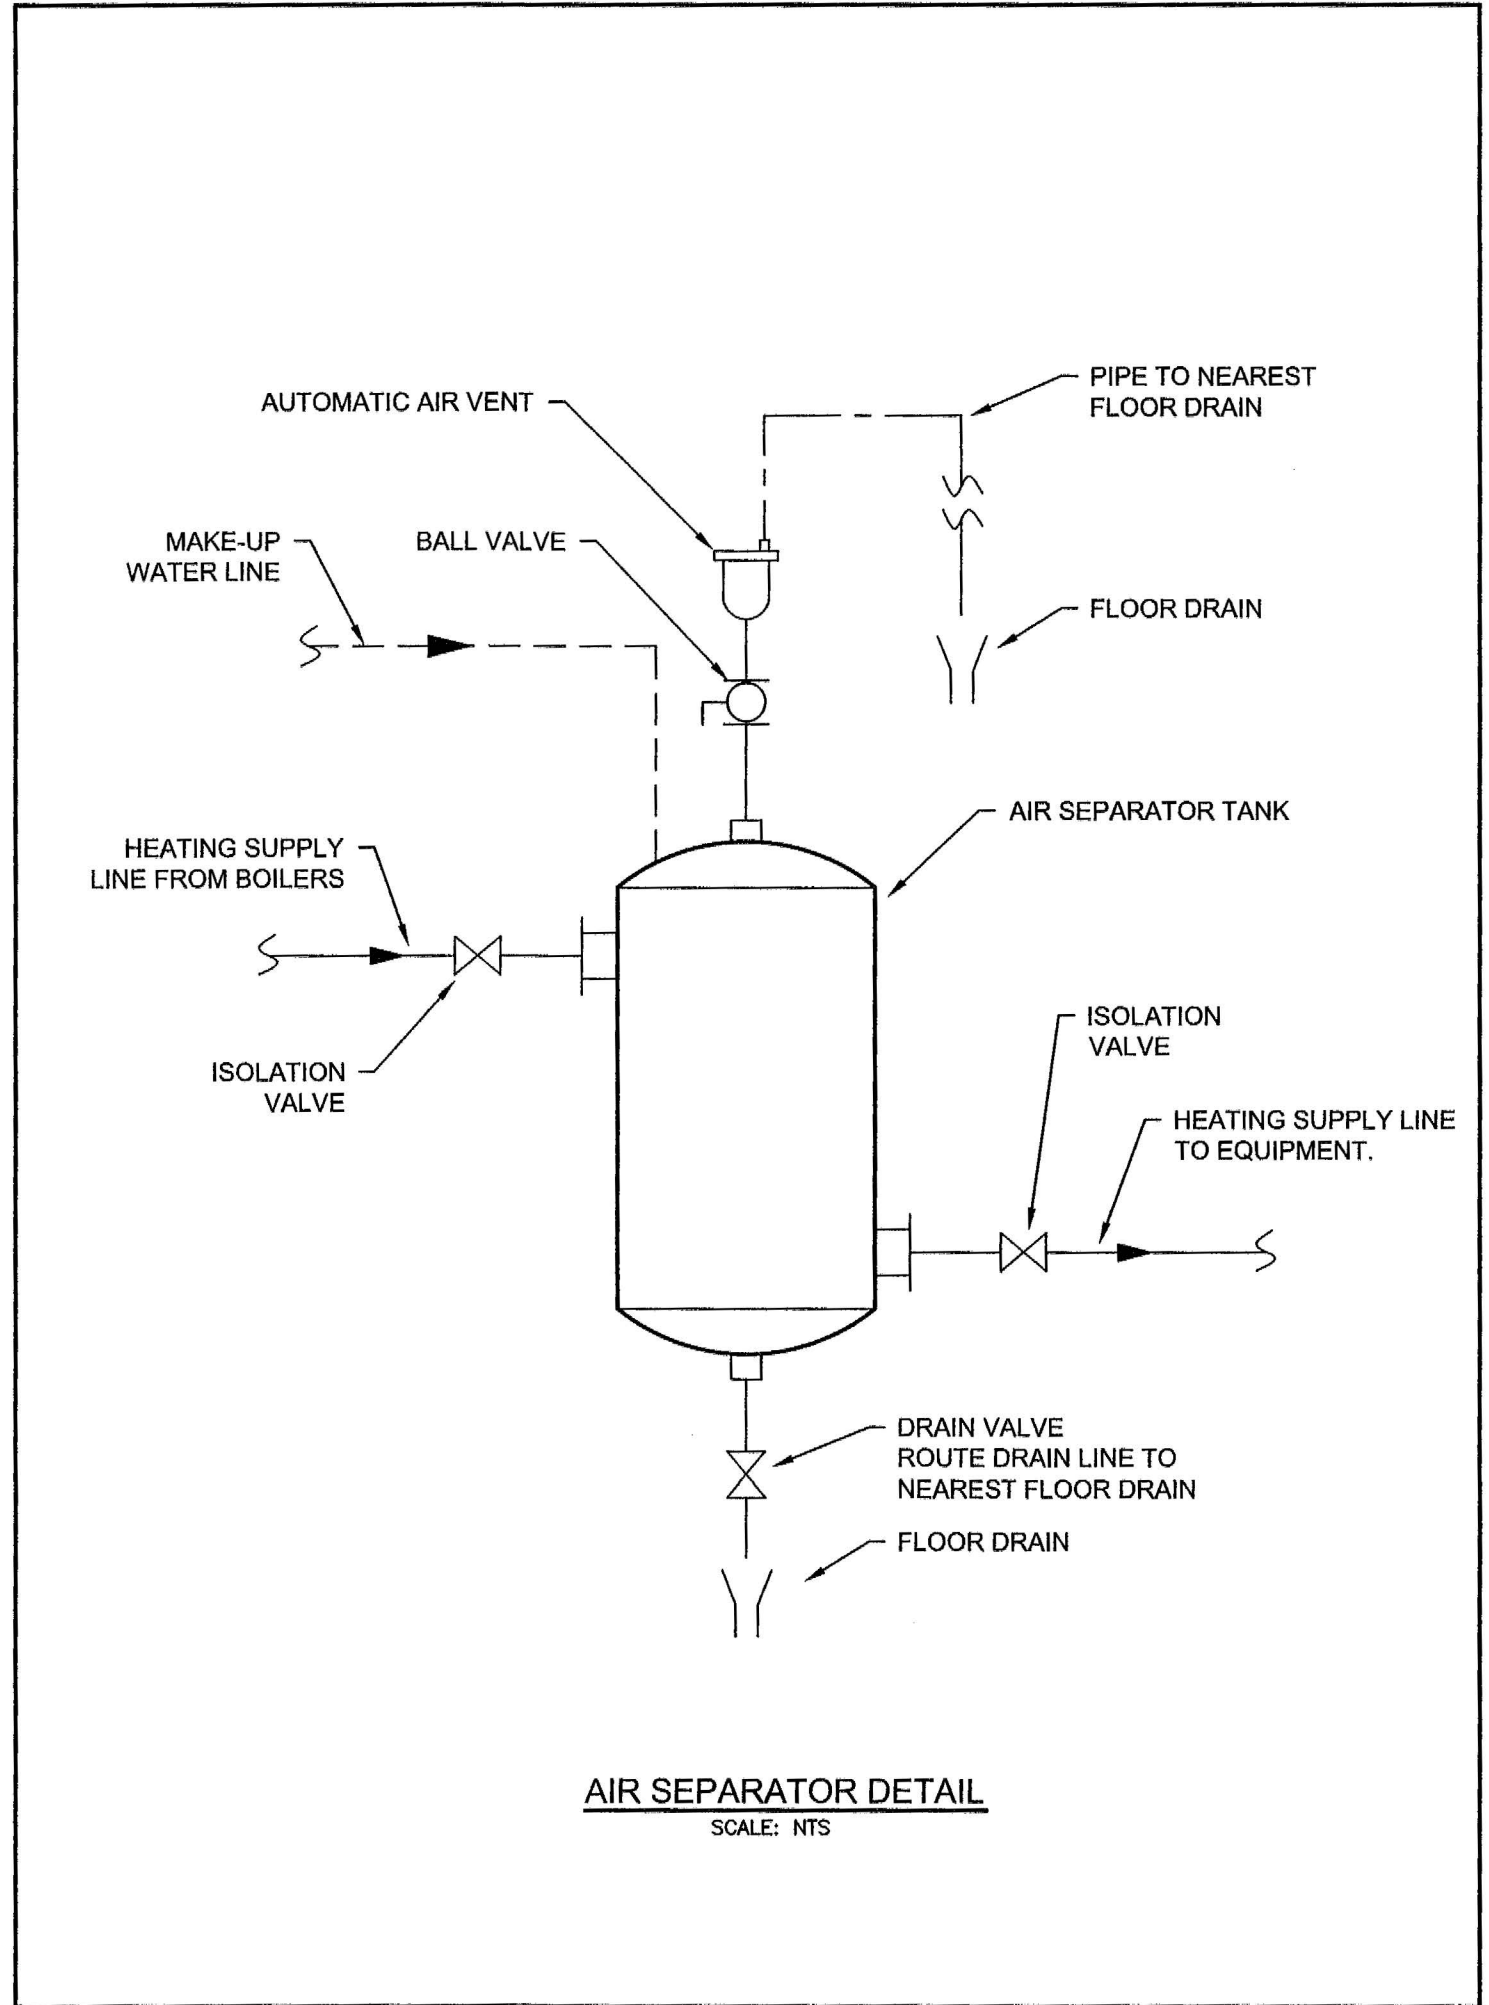 PIPE TO NEAREST
FLOOR DRAIN
AUTOMATIC AIR VENT
MAKE-UP
WATER LINE
BALL VALVE
FLOOR DRAIN
AIR SEPARATOR TANK
HEATING SUPPLY
LINE FROM BOILERS
ISOLATION
VALVE
ISOLATION
VALVE
HEATING SUPPLY LINE
TO EQUIPMENT.
DRAIN VALVE
ROUTE DRAIN LINE TO
NEAREST FLOOR DRAIN
FLOOR DRAIN
AIR SEPARATOR DETAIL
SCALE: NTS